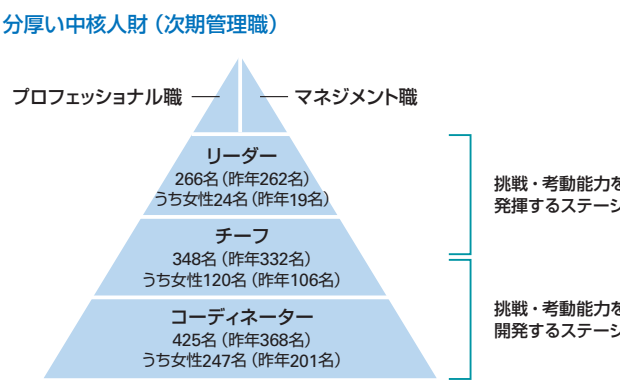 分厚い中核人財（次期管理職）
プロフェッショナル職
マネジメント職
リーダー
266名（昨年262名）
うち女性24名（昨年19名）
挑戦・考動能力を
発揮するステージ
チーフ
348名（昨年332名）
うち女性120名（昨年106名）
コーディネーター
425名（昨年368名）
うち女性247名（昨年201名）
挑戦・考動能力を
開発するステージ